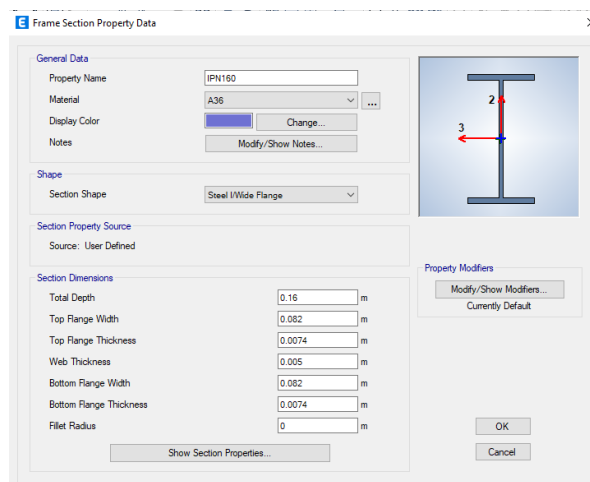 E Frame Section Property Data
General Data
Property Name IPN160
Material A36 ...
Display Color Change...
Notes Modify/Show Notes...
2
3
Shape
Section Shape Steel I/Wide Flange
Section Property Source
Source: User Defined
Property Modifiers
Modify/Show Modifiers...
Currently Default
Section Dimensions
Total Depth 0.16 m
Top Flange Width 0.082 m
Top Flange Thickness 0.0074 m
Web Thickness 0.005 m
Bottom Flange Width 0.082 m
Bottom Flange Thickness 0.0074 m
Fillet Radius 0 m
Show Section Properties...
OK
Cancel